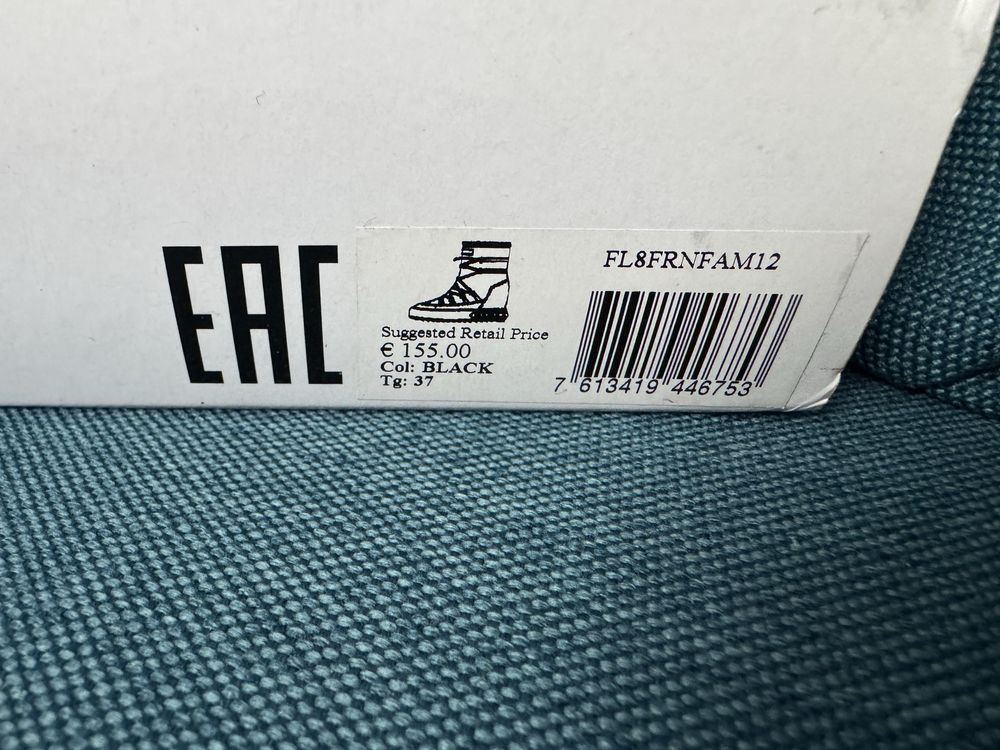 EAC
Suggested Retail Price
€ 155.00
Col: BLACK
Tg: 37
FL8FRNFAM12
7 613419 446753